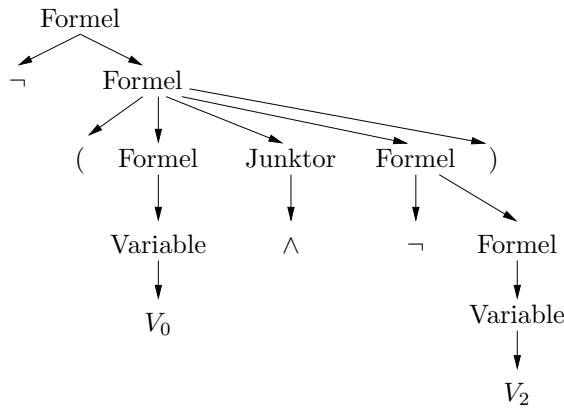 Formel
¬ Formel
( Formel Junktor Formel )
Variable ∧ ¬ Formel
V₀ Variable
V₂